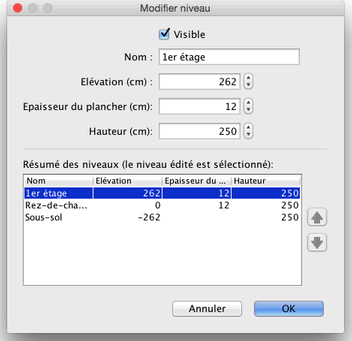 Modifier niveau
Visible
Nom : 1er étage
Elévation (cm) : 262
Epaisseur du plancher (cm): 12
Hauteur (cm): 250
Résumé des niveaux (le niveau édité est sélectionné):
Nom Elévation Epaisseur du ... Hauteur
1er étage 262 12 250
Rez-de-cha... 0 12 250
Sous-sol -262 250
Annuler OK